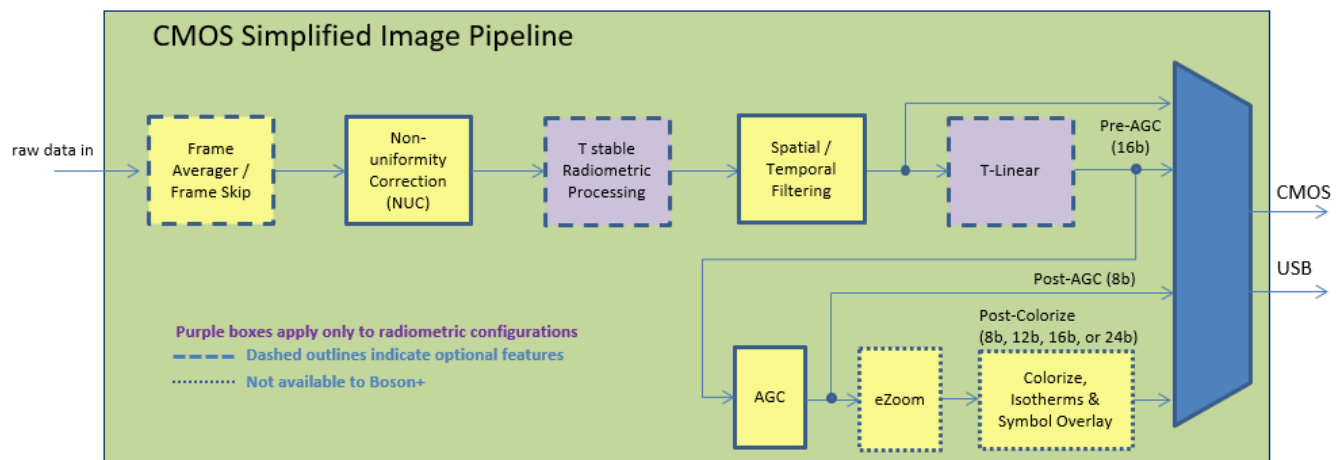 CMOS Simplified Image Pipeline
raw data in
Frame
Averager /
Frame Skip
Non-
uniformity
Correction
(NUC)
T stable
Radiometric
Processing
Spatial /
Temporal
Filtering
T-Linear
Pre-AGC
(16b)
CMOS
USB
Post-AGC (8b)
Purple boxes apply only to radiometric configurations
Dashed outlines indicate optional features
Not available to Boson+
Post-Colorize
(8b, 12b, 16b, or 24b)
AGC
eZoom
Colorize,
Isotherms &
Symbol Overlay